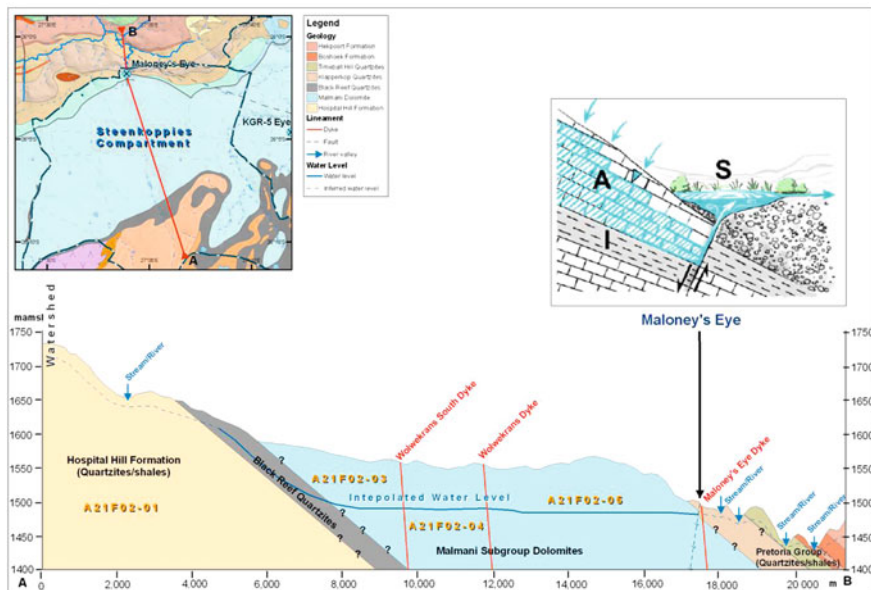 B
Maloney's Eye
KGR-5 Eye
Steenkoppies
Compartment
A
Legend
Geology
Hekpoort Formation
Boshoek Formation
Timeball Hill Quartzites
Klapperkop Quartzites
Black Reef Quartzites
Malmani Dolomite
Hospital Hill Formation
Lineament
Dyke
Fault
River valley
Water Level
Water level
Inferred water level
A
S
I
Maloney's Eye
mamsl
Watershed
1750
1700
1650
1600
1550
1500
1450
1400
Stream/River
Hospital Hill Formation
(Quartzites/shales)
A21F02-01
Black Reef Quartzites
?
?
?
?
?
Wolwekrans South Dyke
Wolwekrans Dyke
A21F02-03
A21F02-05
Intepolated Water Level
A21F02-04
Malmani Subgroup Dolomites
Maloney's Eye Dyke
Stream/River
Stream/River
Stream/River
Stream/River
?
?
?
Pretoria Group
(Quartzites/shales)
?
1750
1700
1650
1600
1550
1500
1450
1400
A
0
2,000
4,000
6,000
8,000
10,000
12,000
14,000
16,000
18,000
20 000
m
B